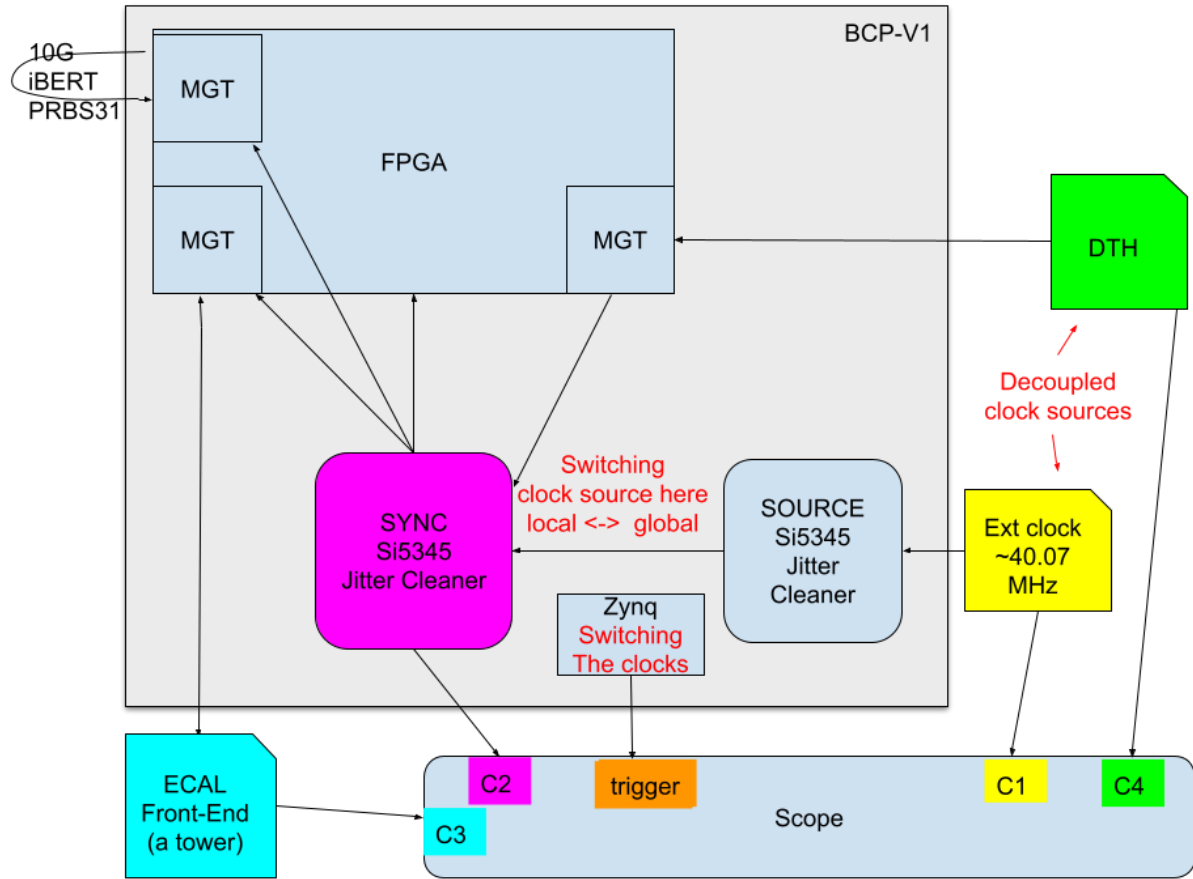 BCP-V1
10G
iBERT
PRBS31
MGT
FPGA
MGT
MGT
DTH
Decoupled
clock sources
Switching
clock source here
local <-> global
SYNC
Si5345
Jitter Cleaner
SOURCE
Si5345
Jitter
Cleaner
Ext clock
~40.07
MHz
Zynq
Switching
The clocks
ECAL
Front-End
(a tower)
C2
trigger
C1
C4
C3
Scope